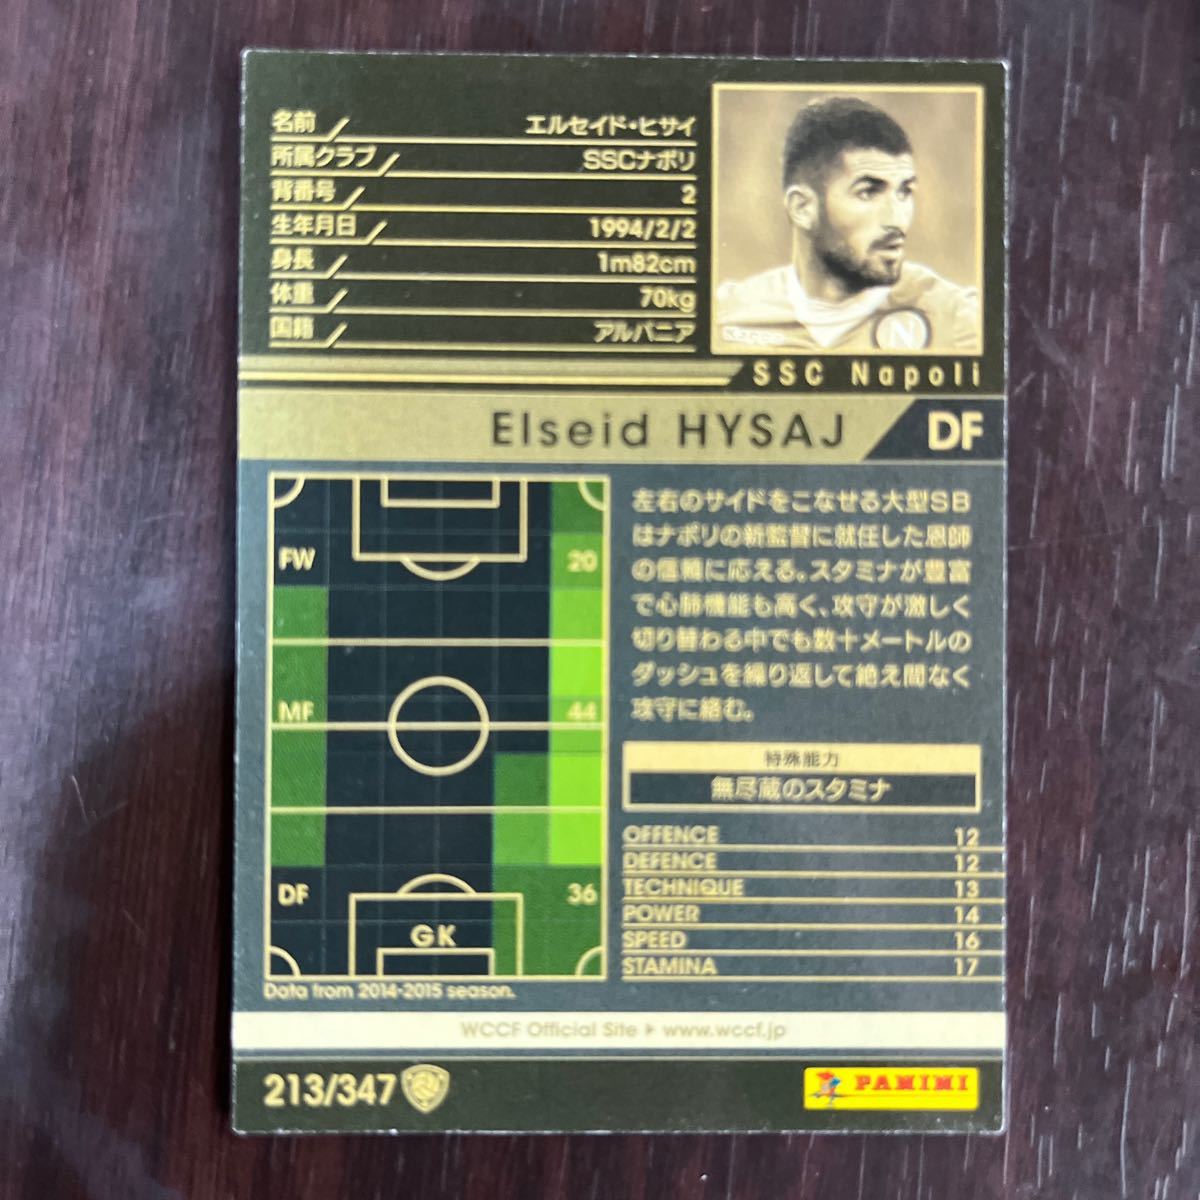 名前 エルセイド・ヒサイ
所属クラブ SSCナポリ
背番号 2
生年月日 1994/2/2
身長 1m82cm
体重 70kg
国籍 アルバニア
Kappa
N
SSC Napoli
Elseid HYSAJ DF
FW 20
MF 44
DF 36
GK
Data from 2014-2015 season.
左右のサイドをこなせる大型SB
はナポリの新監督に就任した恩師
の信頼に応える。スタミナが豊富
で心肺機能も高く、攻守が激しく
切り替わる中でも数十メートルの
ダッシュを繰り返して絶え間なく
攻守に絡む。
特殊能力
無尽蔵のスタミナ
OFFENCE 12
DEFENCE 12
TECHNIQUE 13
POWER 14
SPEED 16
STAMINA 17
WCCF Official Site ▶ www.wccf.jp
213/347
PANINI